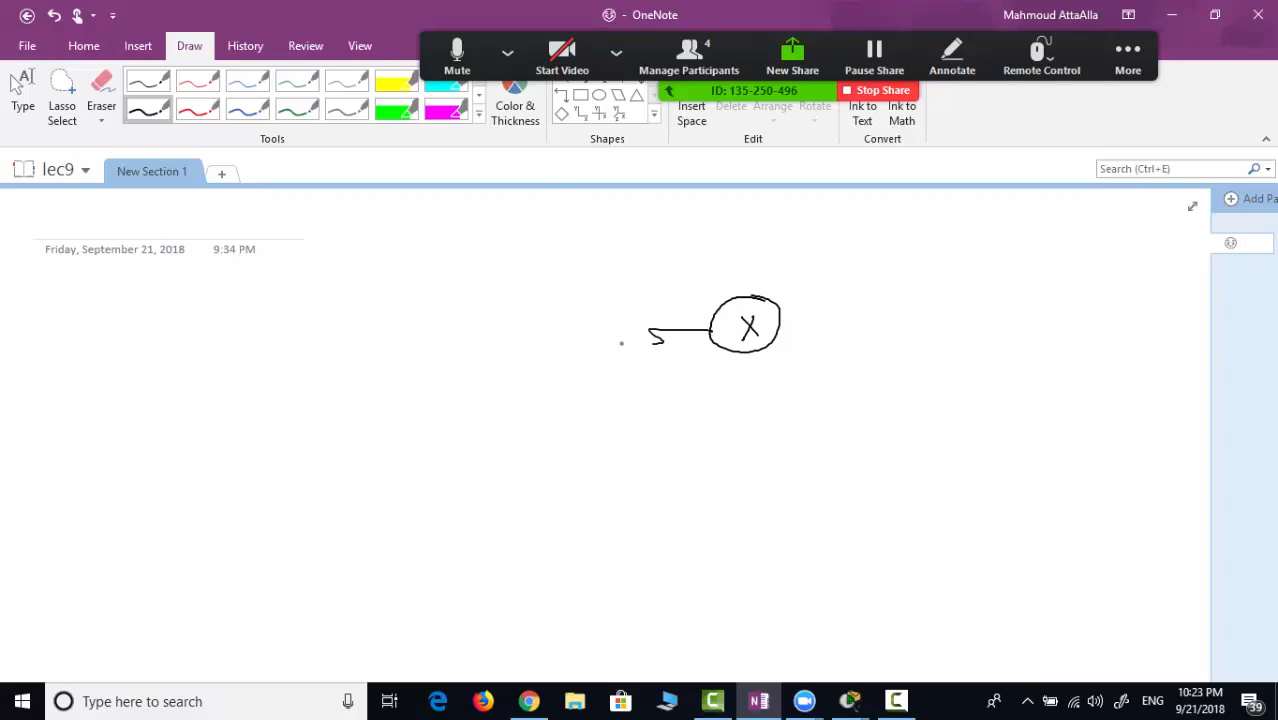 - OneNote
Mahmoud AttaAlla
File Home Insert Draw History Review View
Mute
Start Video
Manage Participants
4
New Share
Pause Share
Annotate
Remote Control
More
ID: 135-250-496
Stop Share
Type
Lasso
Select
Eraser
Color &
Thickness
Insert
Space
Delete
Arrange
Rotate
Ink to
Text
Ink to
Math
Tools
Shapes
Edit
Convert
lec9
New Section 1
Search (Ctrl+E)
Add Pa
Friday, September 21, 2018 9:34 PM
S
X
Type here to search
ENG
10:23 PM
9/21/2018
39